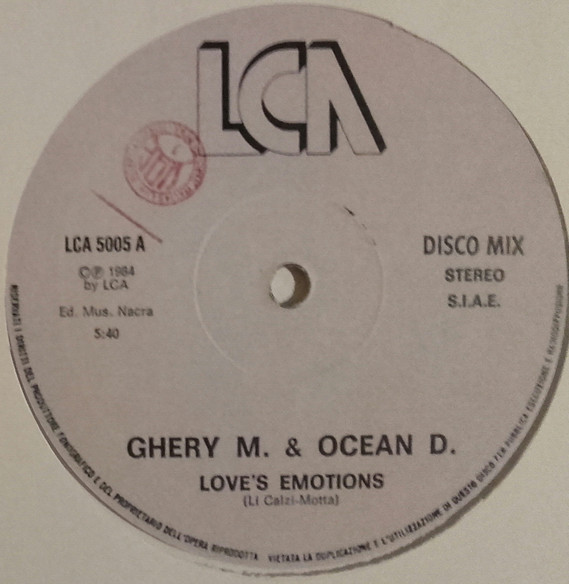 LCA
LCA 5005 A
©℗ 1984
by LCA
Ed. Mus. Nacra
5:40
DISCO MIX
STEREO
S.I.A.E.
GHERY M. & OCEAN D.
LOVE'S EMOTIONS
(Li Calzi-Motta)
RISERVATI I DIRITTI DEL PRODUTTORE FONOGRAFICO E DEL PROPRIETARIO DELL'OPERA RIPRODOTTA VIETATA LA DUPLICAZIONE E L'UTILIZZAZIONE DI QUESTO DISCO PER PUBBLICA ESECUZIONE E RADIODIFFUSIONE